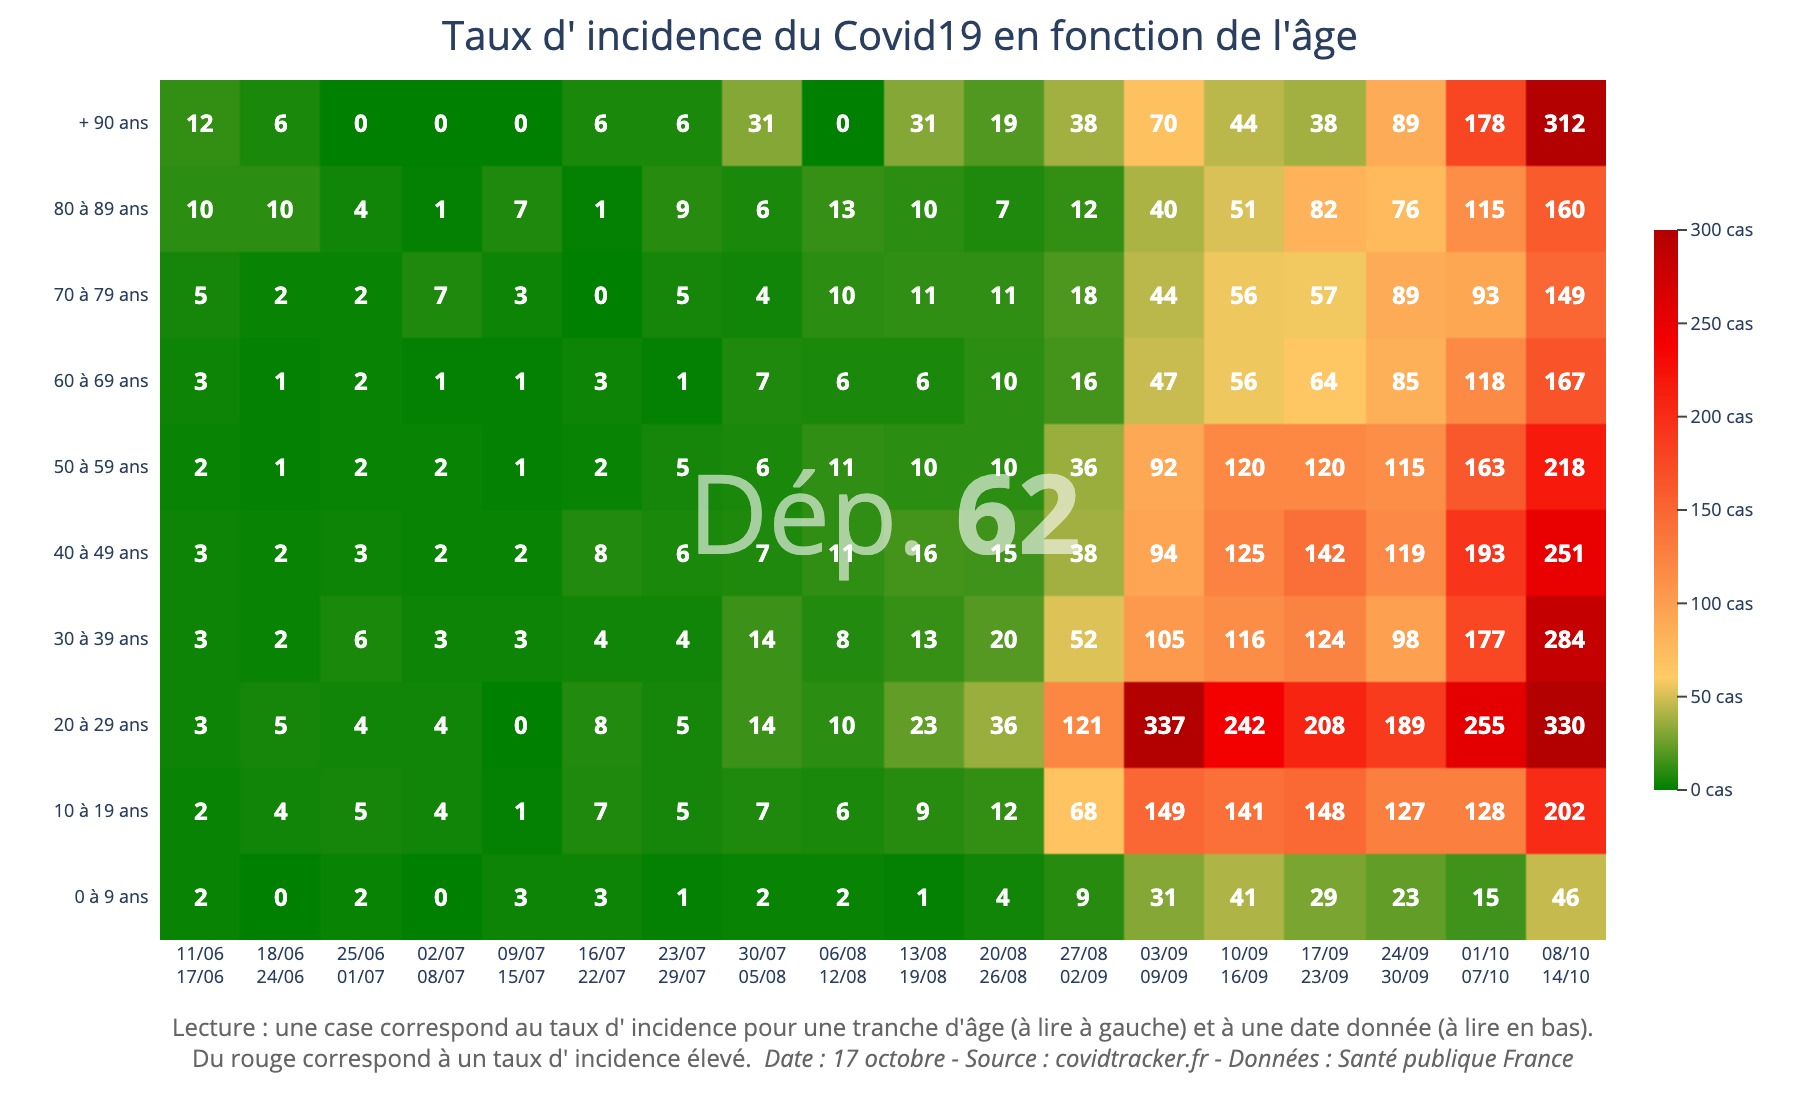 Taux d' incidence du Covid19 en fonction de l'âge
+ 90 ans 12 6 0 0 0 6 6 31 0 31 19 38 70 44 38 89 178 312
80 à 89 ans 10 10 4 1 7 1 9 6 13 10 7 12 40 51 82 76 115 160
70 à 79 ans 5 2 2 7 3 0 5 4 10 11 11 18 44 56 57 89 93 149
60 à 69 ans 3 1 2 1 1 3 1 7 6 6 10 16 47 56 64 85 118 167
50 à 59 ans 2 1 2 2 1 2 5 6 11 10 10 36 92 120 120 115 163 218
Dép. 62
40 à 49 ans 3 2 3 2 2 8 6 7 11 16 15 38 94 125 142 119 193 251
30 à 39 ans 3 2 6 3 3 4 4 14 8 13 20 52 105 116 124 98 177 284
20 à 29 ans 3 5 4 4 0 8 5 14 10 23 36 121 337 242 208 189 255 330
10 à 19 ans 2 4 5 4 1 7 5 7 6 9 12 68 149 141 148 127 128 202
0 à 9 ans 2 0 2 0 3 3 1 2 2 1 4 9 31 41 29 23 15 46
11/06 18/06 25/06 02/07 09/07 16/07 23/07 30/07 06/08 13/08 20/08 27/08 03/09 10/09 17/09 24/09 01/10 08/10
17/06 24/06 01/07 08/07 15/07 22/07 29/07 05/08 12/08 19/08 26/08 02/09 09/09 16/09 23/09 30/09 07/10 14/10
300 cas
250 cas
200 cas
150 cas
100 cas
50 cas
0 cas
Lecture : une case correspond au taux d' incidence pour une tranche d'âge (à lire à gauche) et à une date donnée (à lire en bas).
Du rouge correspond à un taux d' incidence élevé. Date : 17 octobre - Source : covidtracker.fr - Données : Santé publique France